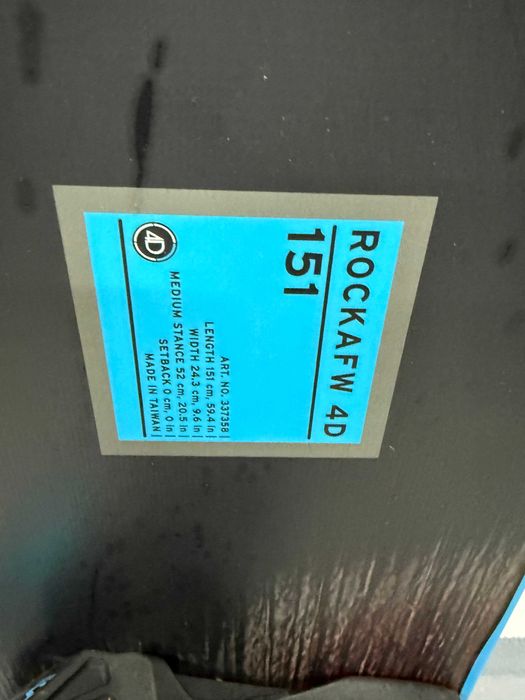 ROCKAFW 4D
151
ART. NO. 337358
LENGTH 151 cm, 59.4 in
WIDTH 24.3 cm, 9.6 in
MEDIUM STANCE 52 cm, 20.5 in
SETBACK 0 cm, 0 in
MADE IN TAIWAN
4D